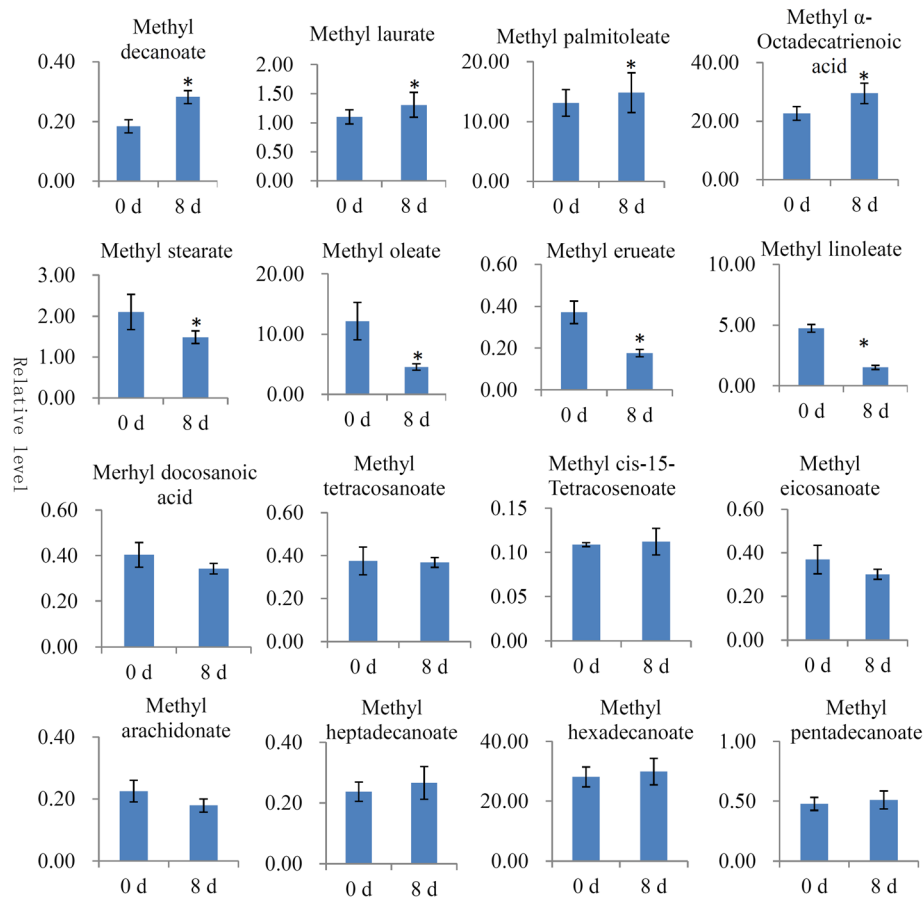 Methyl
decanoate
0.40
0.20
0.00
*
0 d
8 d
Methyl laurate
2.00
1.50
1.00
0.50
0.00
*
0 d
8 d
Methyl palmitoleate
20.00
10.00
0.00
*
0 d
8 d
Methyl α-
Octadecatrienoic
acid
40.00
20.00
0.00
*
0 d
8 d
Relative level
Methyl stearate
3.00
2.00
1.00
0.00
*
0 d
8 d
Methyl oleate
20.00
10.00
0.00
*
0 d
8 d
Methyl erueate
0.60
0.40
0.20
0.00
*
0 d
8 d
Methyl linoleate
10.00
5.00
0.00
*
0 d
8 d
Merhyl docosanoic
acid
0.60
0.40
0.20
0.00
0 d
8 d
Methyl
tetracosanoate
0.60
0.40
0.20
0.00
0 d
8 d
Methyl cis-15-
Tetracosenoate
0.15
0.10
0.05
0.00
0 d
8 d
Methyl
eicosanoate
0.60
0.40
0.20
0.00
0 d
8 d
Methyl
arachidonate
0.40
0.20
0.00
0 d
8 d
Methyl
heptadecanoate
0.40
0.20
0.00
0 d
8 d
Methyl
hexadecanoate
40.00
20.00
0.00
0 d
8 d
Methyl
pentadecanoate
1.00
0.50
0.00
0 d
8 d